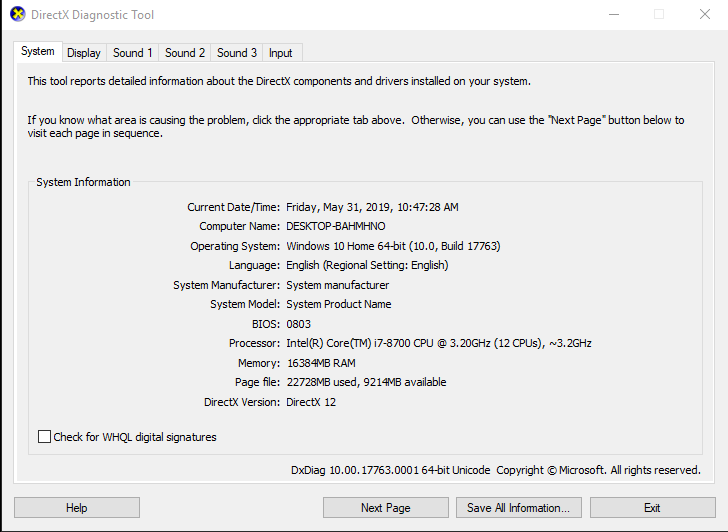 DirectX Diagnostic Tool
System Display Sound 1 Sound 2 Sound 3 Input
This tool reports detailed information about the DirectX components and drivers installed on your system.
If you know what area is causing the problem, click the appropriate tab above.  Otherwise, you can use the "Next Page" button below to
visit each page in sequence.
System Information
Current Date/Time: Friday, May 31, 2019, 10:47:28 AM
Computer Name: DESKTOP-BAHMHNO
Operating System: Windows 10 Home 64-bit (10.0, Build 17763)
Language: English (Regional Setting: English)
System Manufacturer: System manufacturer
System Model: System Product Name
BIOS: 0803
Processor: Intel(R) Core(TM) i7-8700 CPU @ 3.20GHz (12 CPUs), ~3.2GHz
Memory: 16384MB RAM
Page file: 22728MB used, 9214MB available
DirectX Version: DirectX 12
Check for WHQL digital signatures
DxDiag 10.00.17763.0001 64-bit Unicode  Copyright © Microsoft. All rights reserved.
Help Next Page Save All Information... Exit